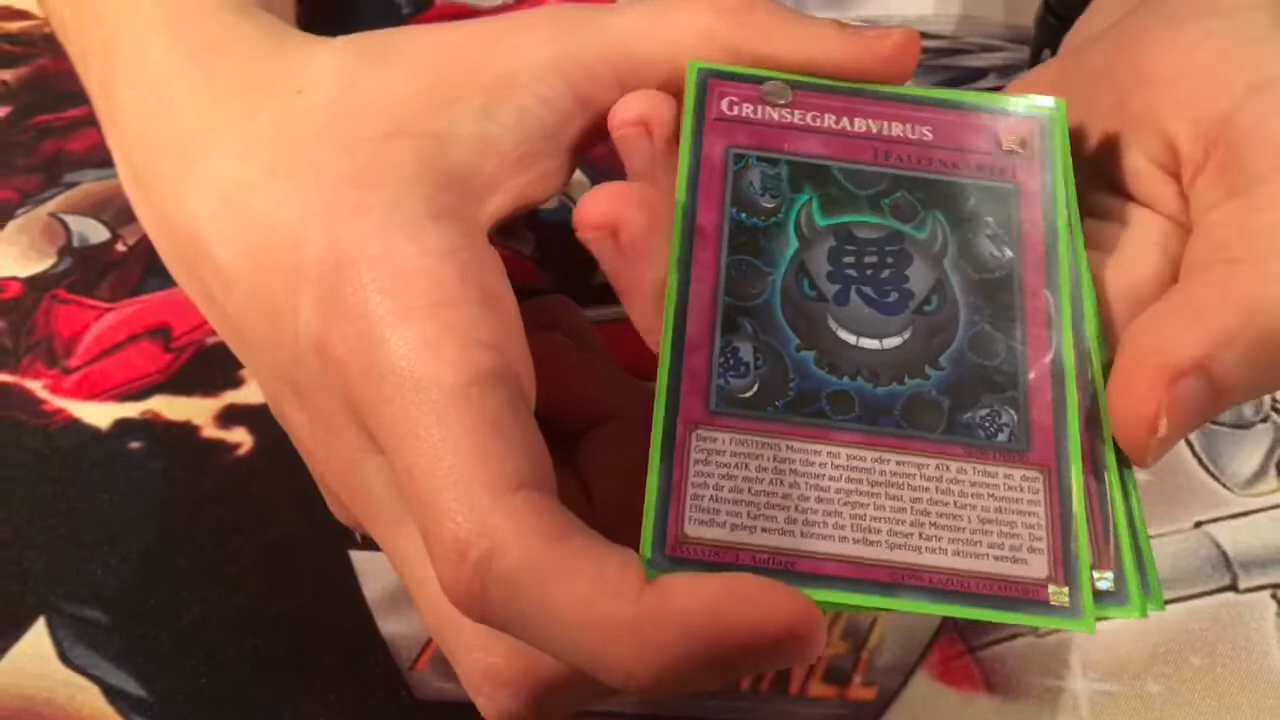 GRINSEGRABVIRUS
[FALLENKARTE]
悪
Diese 1 FINSTERNIS Monster mit 3000 oder weniger ATK als Tribut an, dein
Gegner zerstört 1 Karte (die er bestimmt) in seiner Hand oder seinem Deck für
jede 500 ATK, die das Monster auf dem Spielfeld hatte. Falls du ein Monster mit
2000 oder mehr ATK als Tribut angeboten hast, um diese Karte zu aktivieren,
sieh dir alle Karten an, die dein Gegner bis zum Ende seines 3. Spielzugs nach
der Aktivierung dieser Karte zieht, und zerstöre alle Monster unter ihnen. Die
Effekte von Karten, die durch die Effekte dieser Karte zerstört und auf den
Friedhof gelegt werden, können im selben Spielzug nicht aktiviert werden.
1. Auflage
©1996 KAZUKI TAKAHASHI